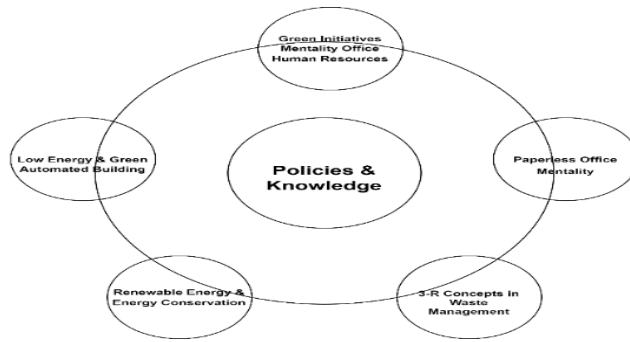 Green Initiatives
Mentality Office
Human Resources
Low Energy & Green
Automated Building
Policies &
Knowledge
Paperless Office
Mentality
Renewable Energy &
Energy Conservation
3-R Concepts in
Waste
Management